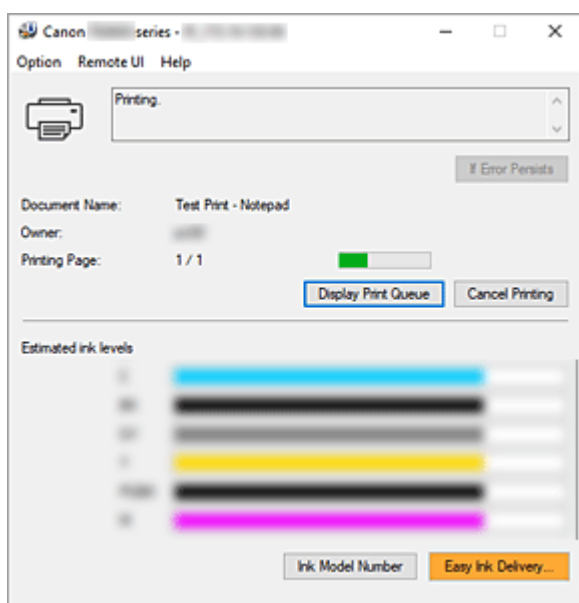 Canon series -
Option Remote UI Help
Printing.
If Error Persists
Document Name: Test Print - Notepad
Owner:
Printing Page: 1 / 1
Display Print Queue Cancel Printing
Estimated ink levels
Ink Model Number Easy Ink Delivery...